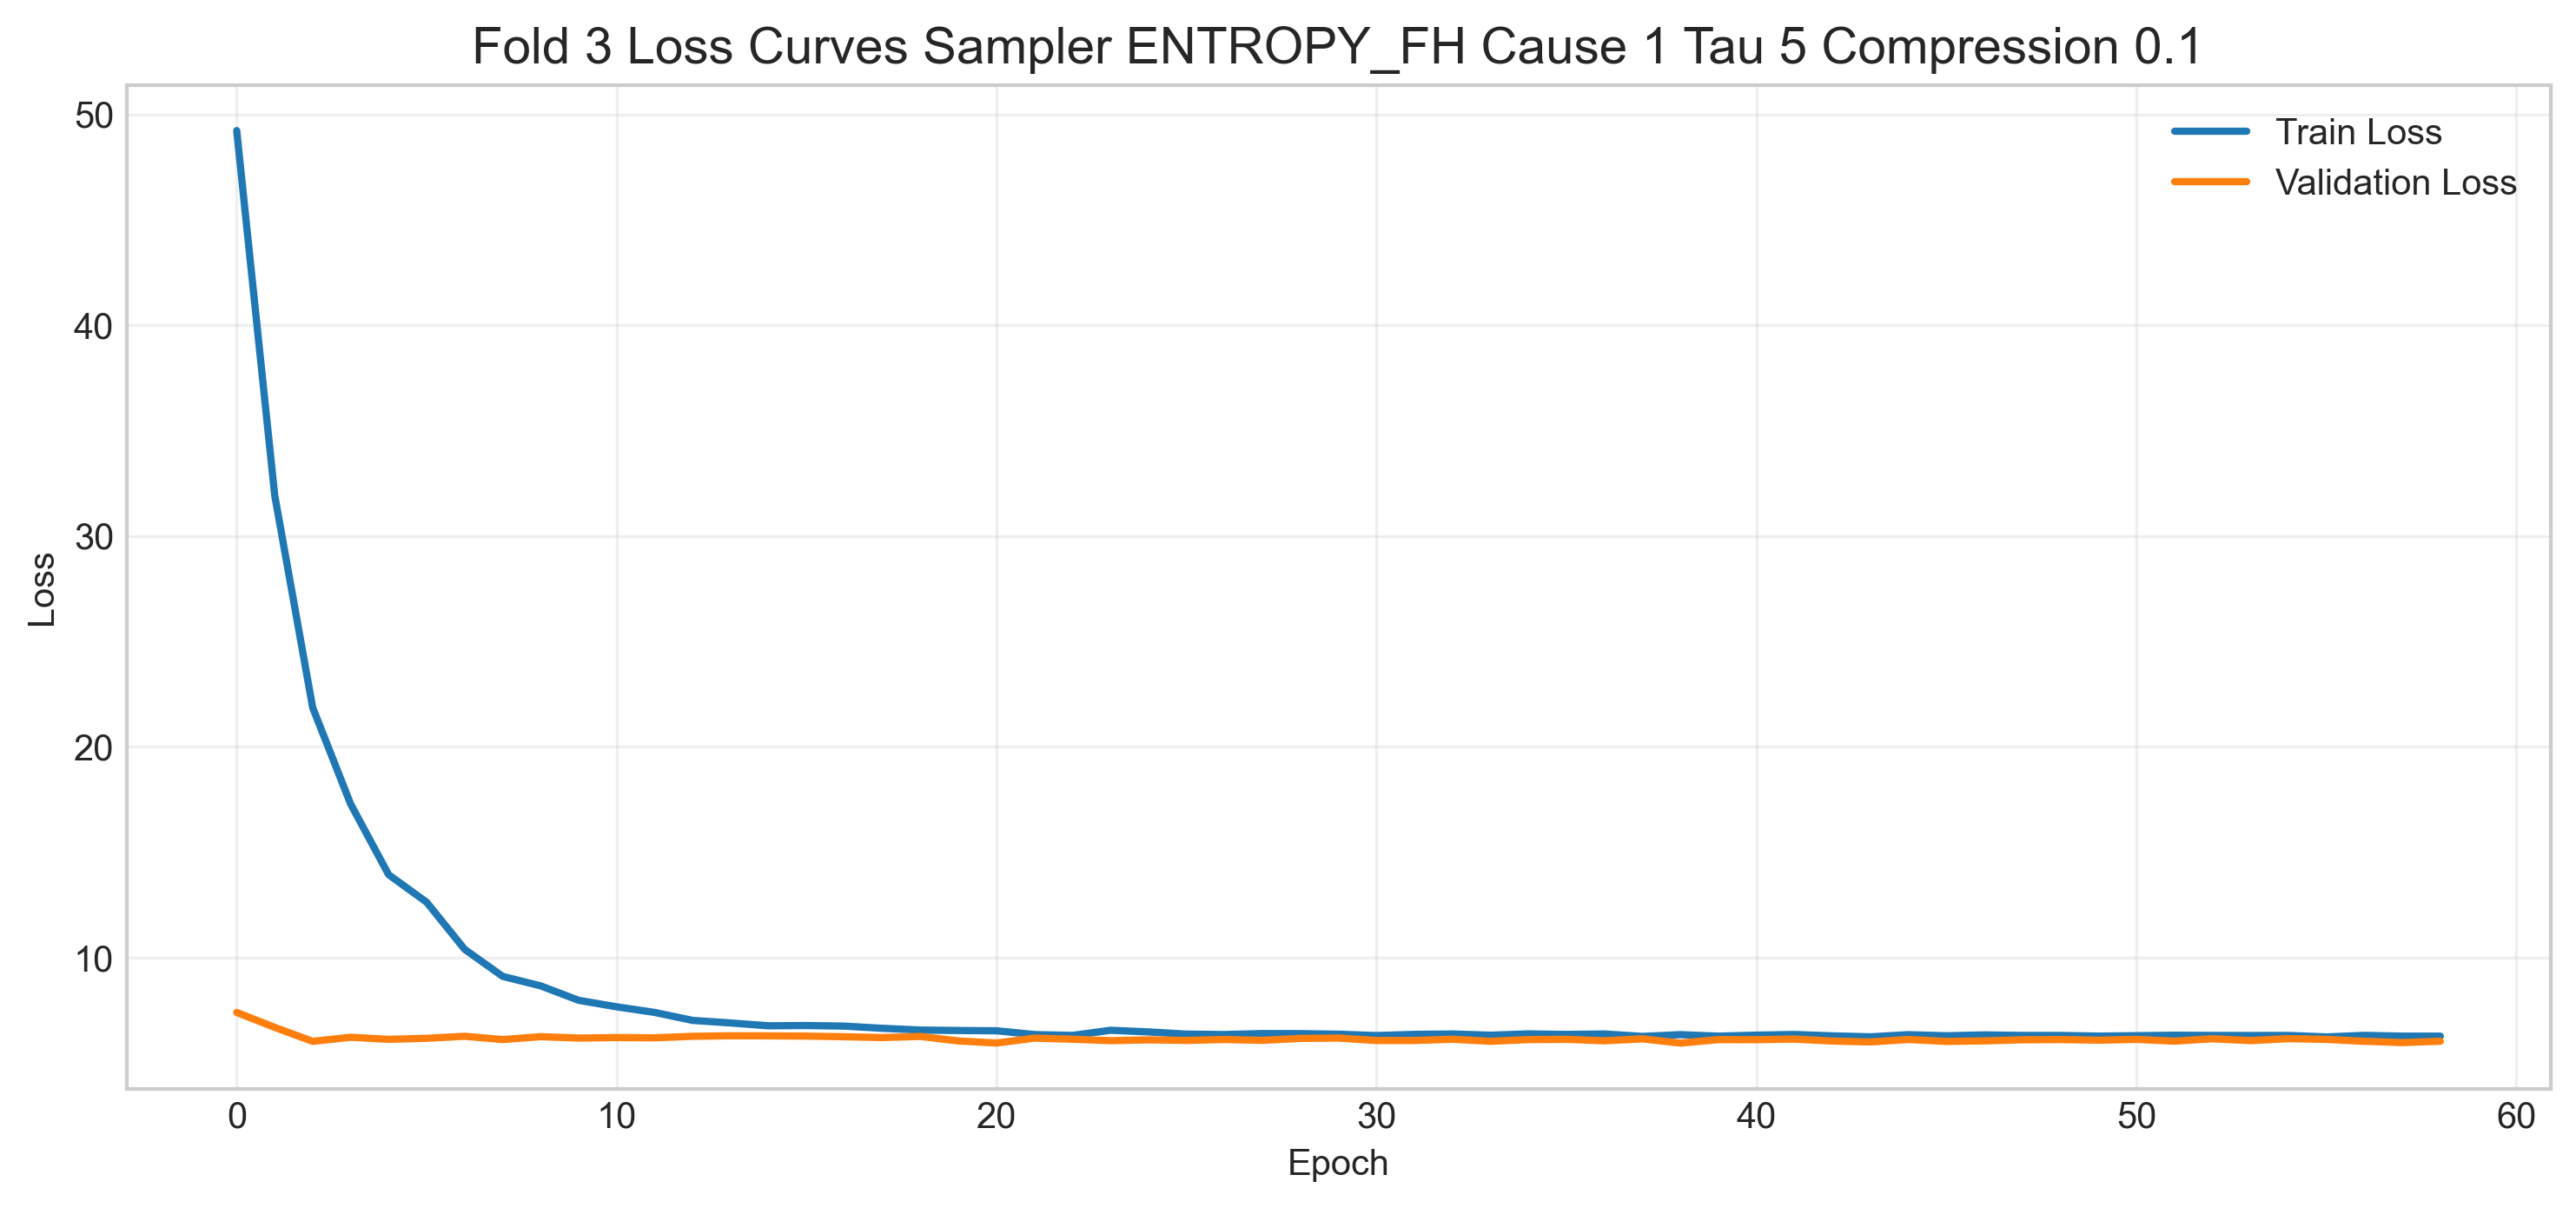 Fold 3 Loss Curves Sampler ENTROPY_FH Cause 1 Tau 5 Compression 0.1
50
40
30
20
10
Loss
Train Loss
Validation Loss
0 10 20 30 40 50 60
Epoch